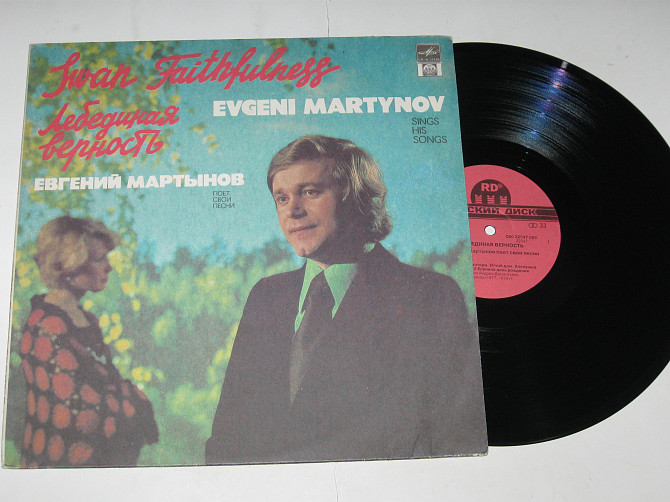 Swan Faithfulness
Лебединая
верность
EVGENI MARTYNOV
SINGS
HIS
SONGS
ЕВГЕНИЙ МАРТЫНОВ
ПОЕТ
СВОИ
ПЕСНИ
RD
СКИЙ ДИСК
33
ЕДИНАЯ ВЕРНОСТЬ